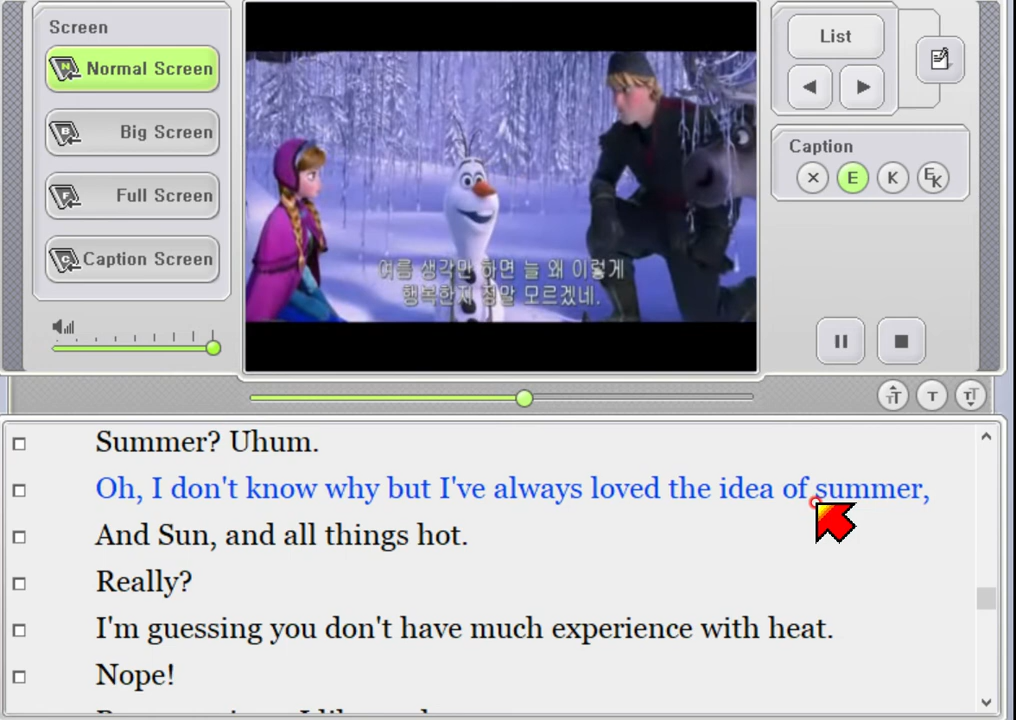 Screen
Normal Screen
Big Screen
Full Screen
Caption Screen
List
Caption
× E K EK
여름 생각만 하면 늘 왜 이렇게
행복한지 정말 모르겠네.
T T T
Summer? Uhum.
Oh, I don't know why but I've always loved the idea of summer,
And Sun, and all things hot.
Really?
I'm guessing you don't have much experience with heat.
Nope!